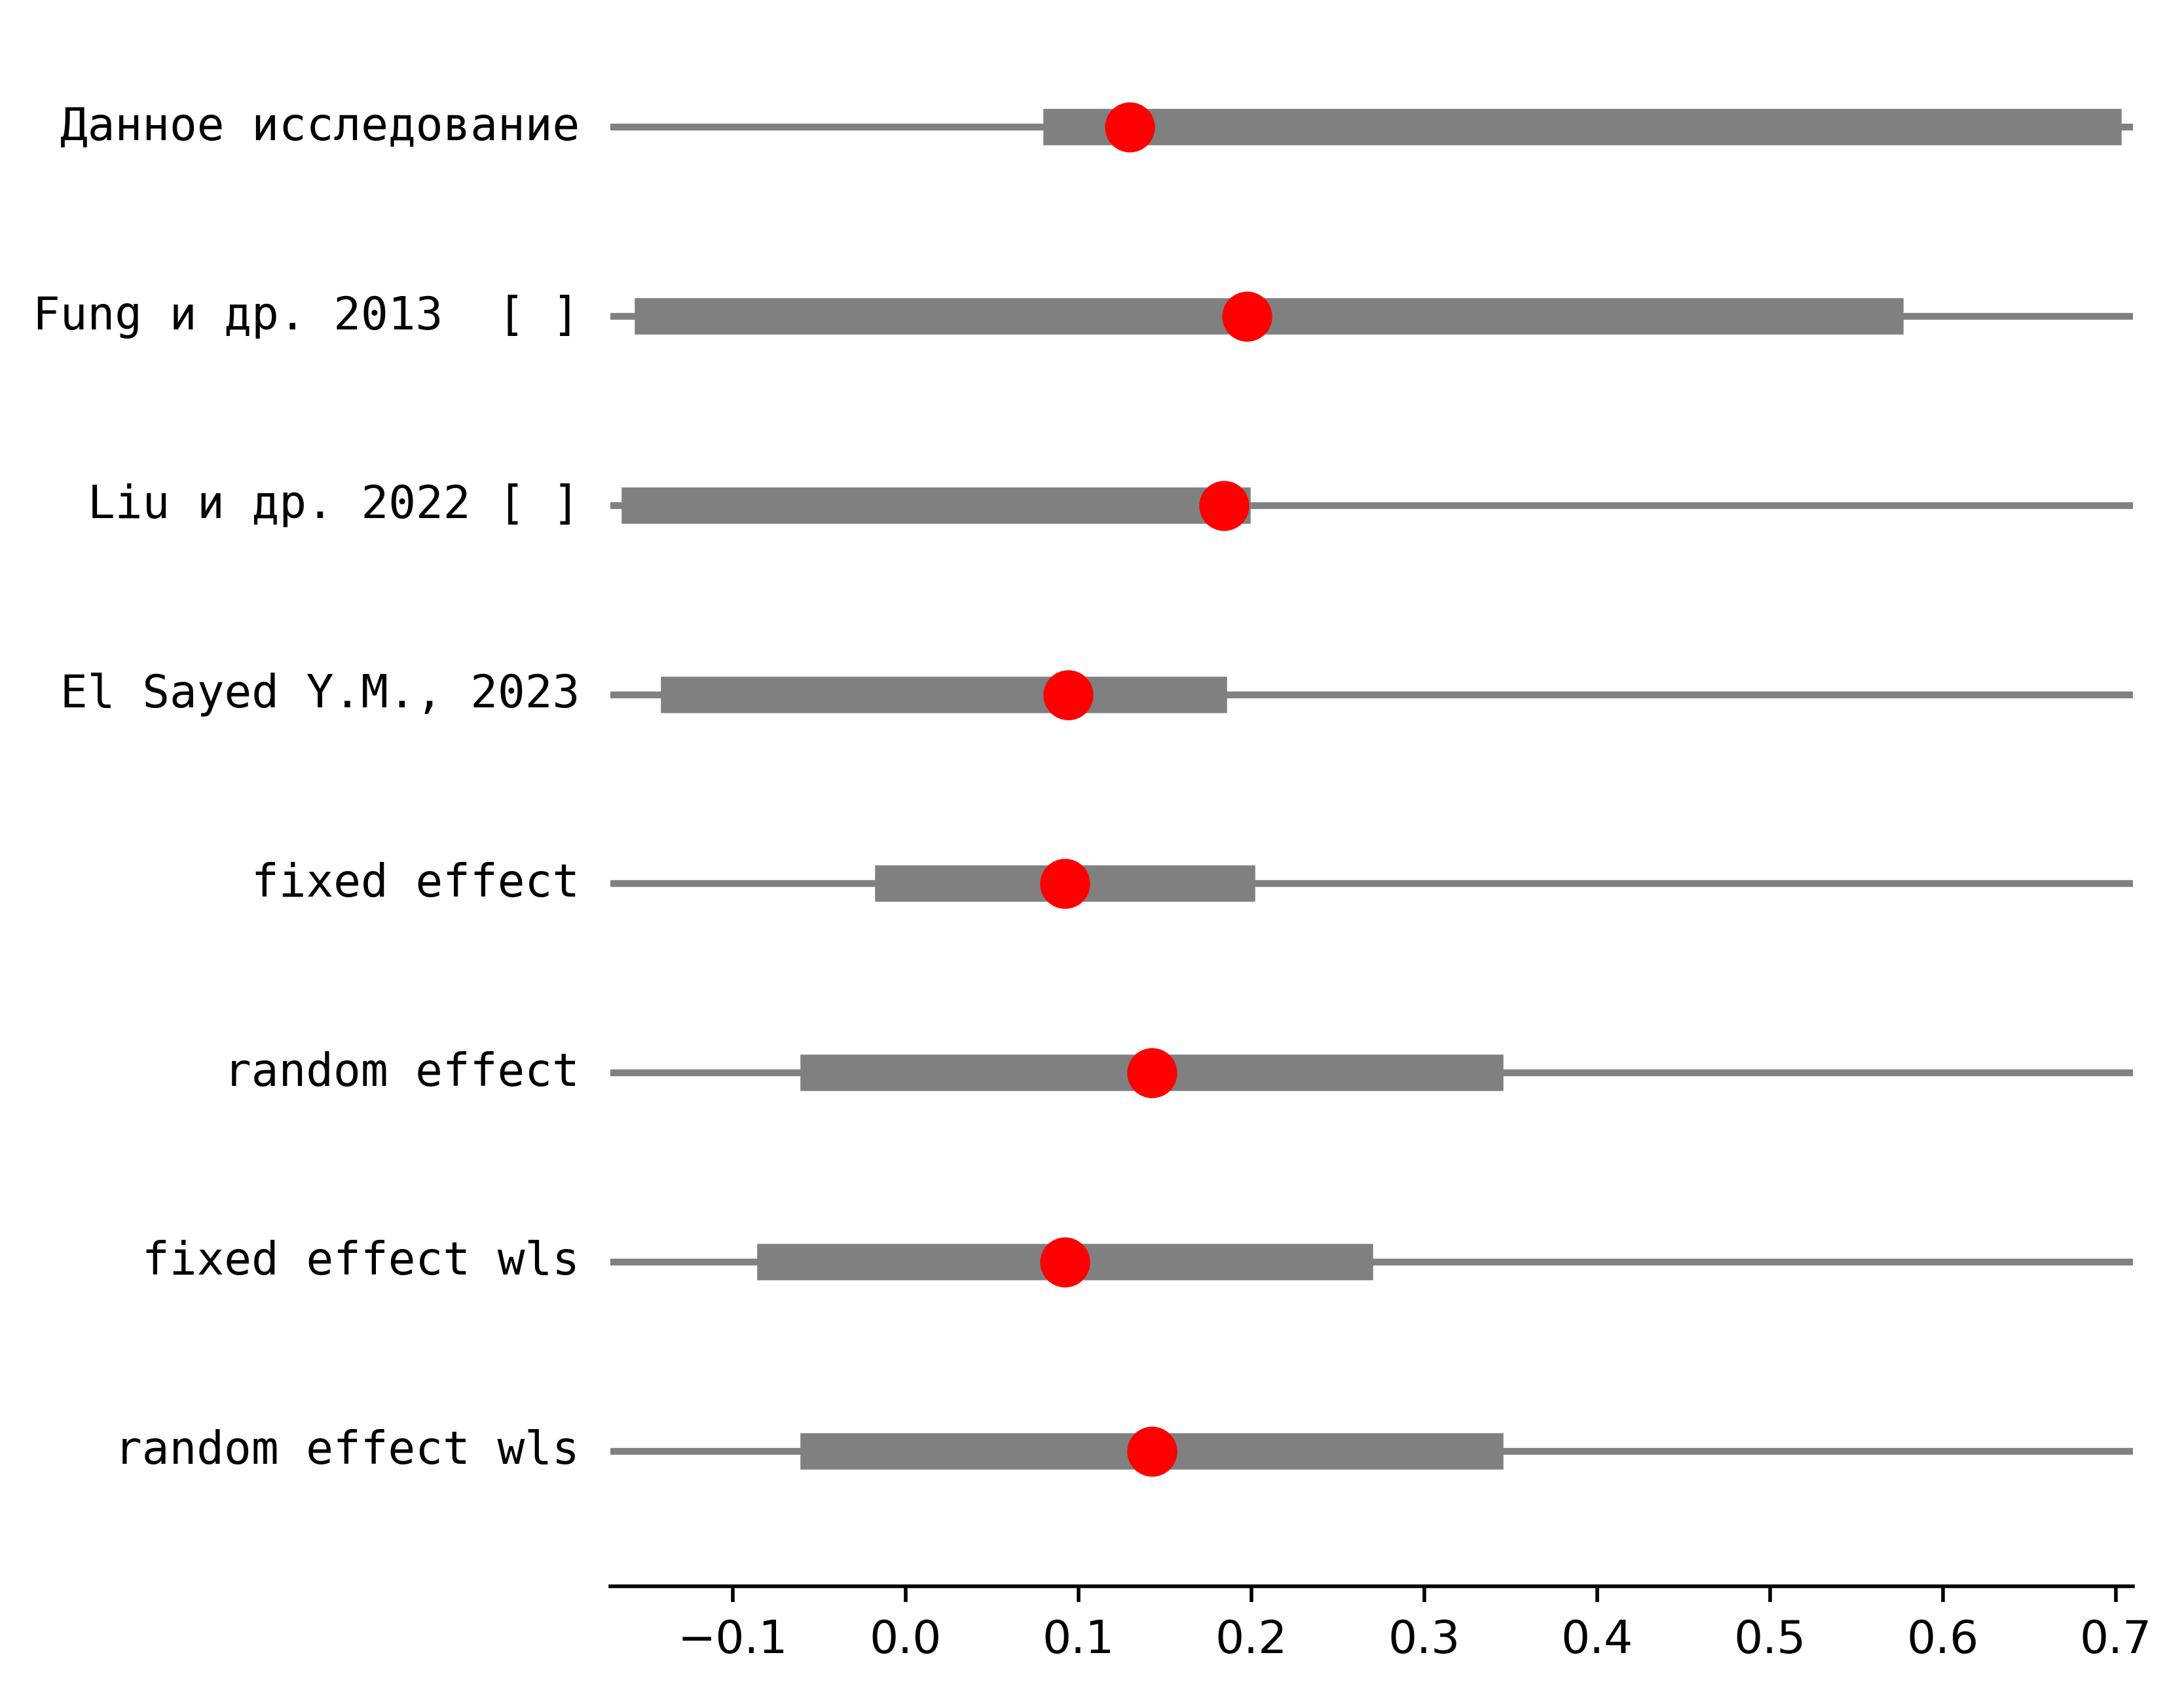 Данное исследование
Fung и др. 2013  [ ]
Liu и др. 2022 [ ]
El Sayed Y.M., 2023
fixed effect
random effect
fixed effect wls
random effect wls
−0.1 0.0 0.1 0.2 0.3 0.4 0.5 0.6 0.7